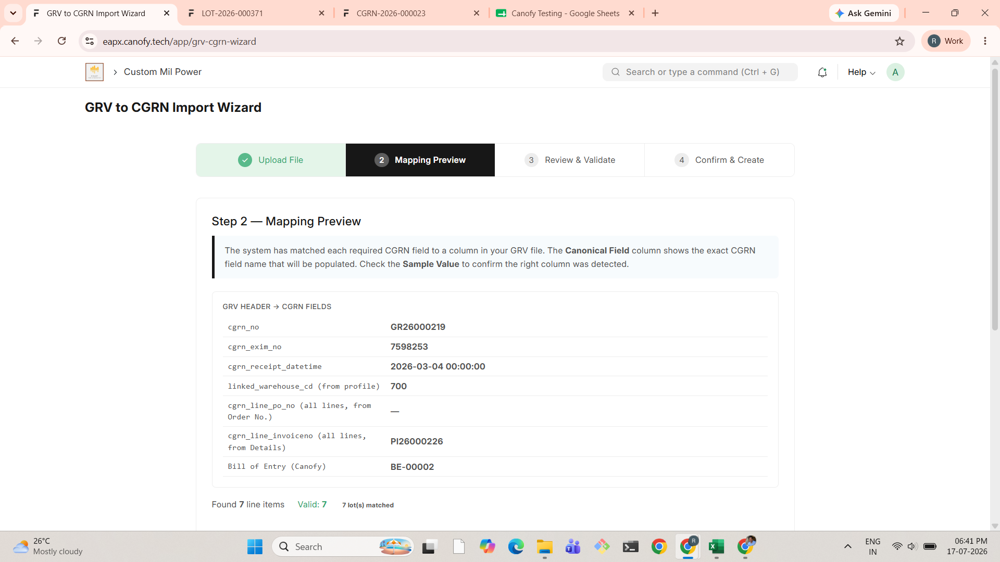 GRV to CGRN Import Wizard
LOT-2026-000371
CGRN-2026-000023
Canofy Testing - Google Sheets
Ask Gemini
eapx.canofy.tech/app/grv-cgrn-wizard
R
Work
Custom Mil Power
Search or type a command (Ctrl + G)
Help
A
GRV to CGRN Import Wizard
Upload File
2 Mapping Preview
3 Review & Validate
4 Confirm & Create
Step 2 — Mapping Preview
The system has matched each required CGRN field to a column in your GRV file. The Canonical Field column shows the exact CGRN
field name that will be populated. Check the Sample Value to confirm the right column was detected.
GRV HEADER → CGRN FIELDS
cgrn_no GR26000219
cgrn_exim_no 7598253
cgrn_receipt_datetime 2026-03-04 00:00:00
linked_warehouse_cd (from profile) 700
cgrn_line_po_no (all lines, from
Order No.) —
cgrn_line_invoiceno (all lines,
from Details) PI26000226
Bill of Entry (Canofy) BE-00002
Found 7 line items Valid: 7 7 lot(s) matched
26°C
Mostly cloudy
Search
R
ENG
IN
06:41 PM
17-07-2026